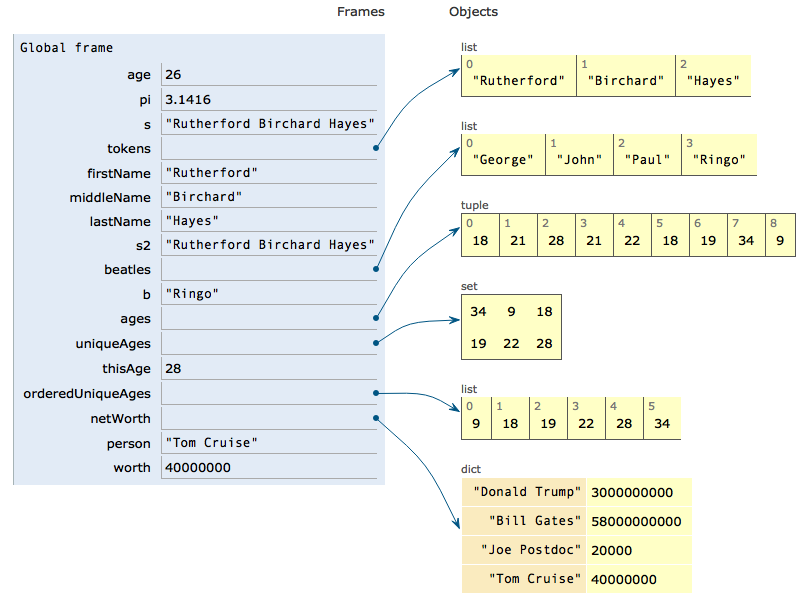 Frames Objects
Global frame
age 26
pi 3.1416
s "Rutherford Birchard Hayes"
tokens
firstName "Rutherford"
middleName "Birchard"
lastName "Hayes"
s2 "Rutherford Birchard Hayes"
beatles
b "Ringo"
ages
uniqueAges
thisAge 28
orderedUniqueAges
netWorth
person "Tom Cruise"
worth 40000000
list
0 1 2
"Rutherford" "Birchard" "Hayes"
list
0 1 2 3
"George" "John" "Paul" "Ringo"
tuple
0 1 2 3 4 5 6 7 8
18 21 28 21 22 18 19 34 9
set
34 9 18
19 22 28
list
0 1 2 3 4 5
9 18 19 22 28 34
dict
"Donald Trump" 3000000000
"Bill Gates" 58000000000
"Joe Postdoc" 20000
"Tom Cruise" 40000000